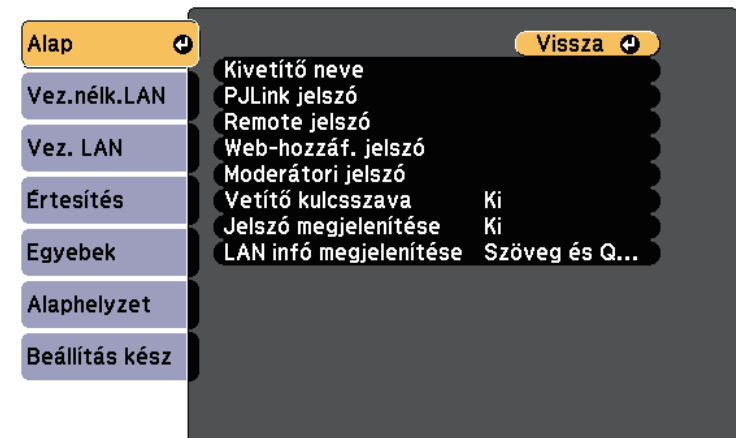 Alap
Vez.nélk.LAN
Vez. LAN
Értesítés
Egyebek
Alaphelyzet
Beállítás kész
Vissza
Kivetítő neve
PJLink jelszó
Remote jelszó
Web-hozzáf. jelszó
Moderátori jelszó
Vetítő kulcsszava Ki
Jelszó megjelenítése Ki
LAN infó megjelenítése Szöveg és Q...